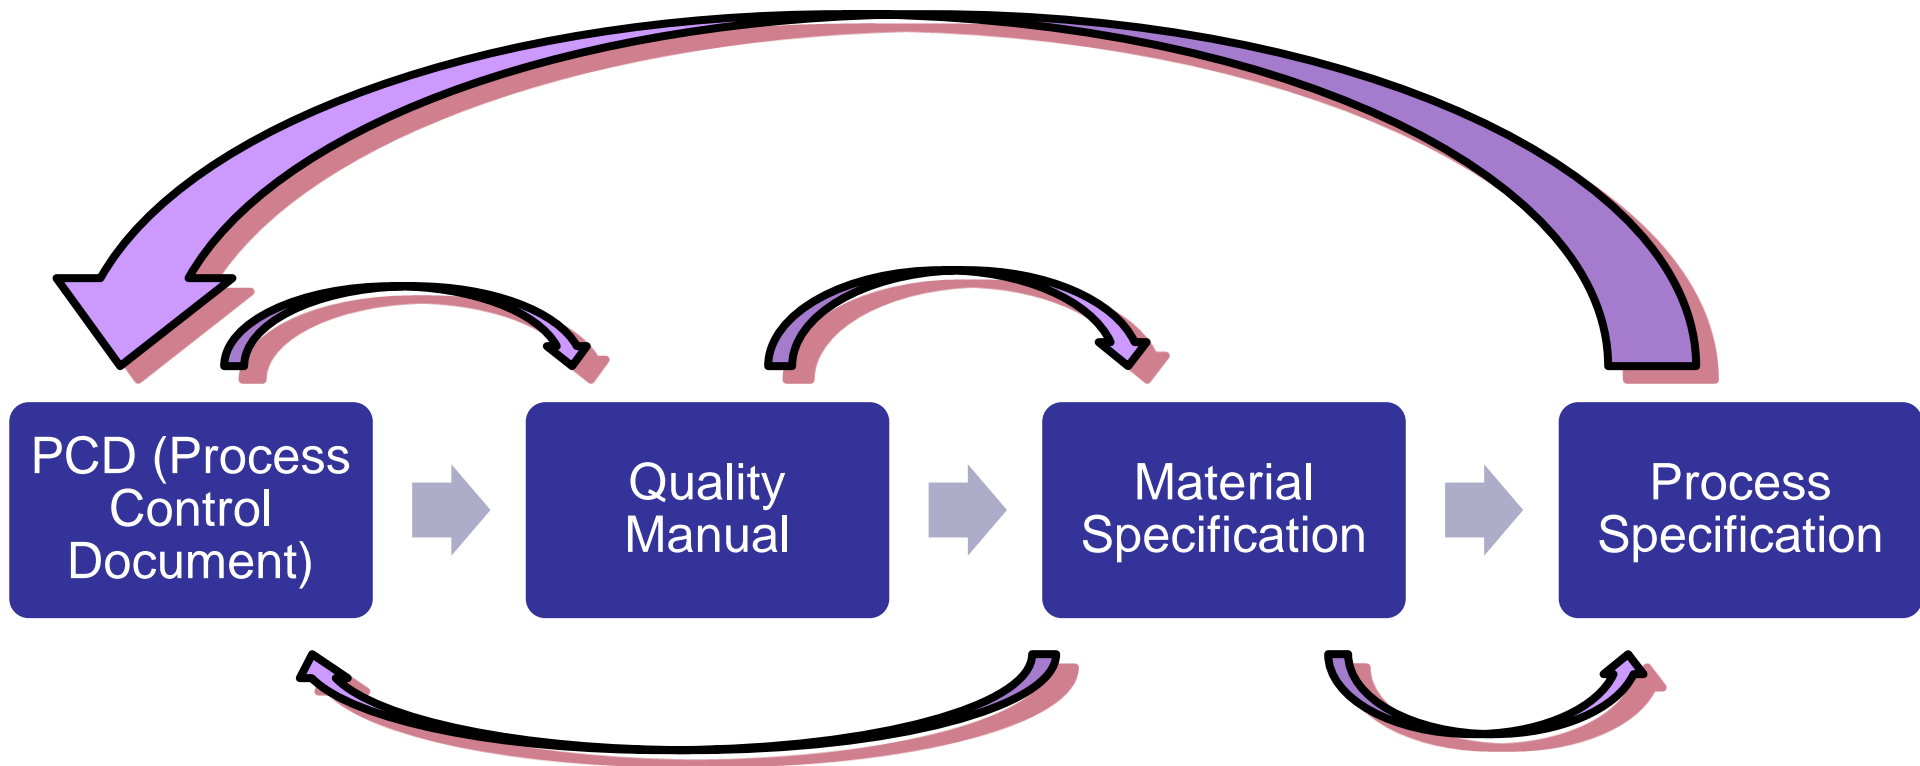 PCD (Process
Control
Document)
Quality
Manual
Material
Specification
Process
Specification